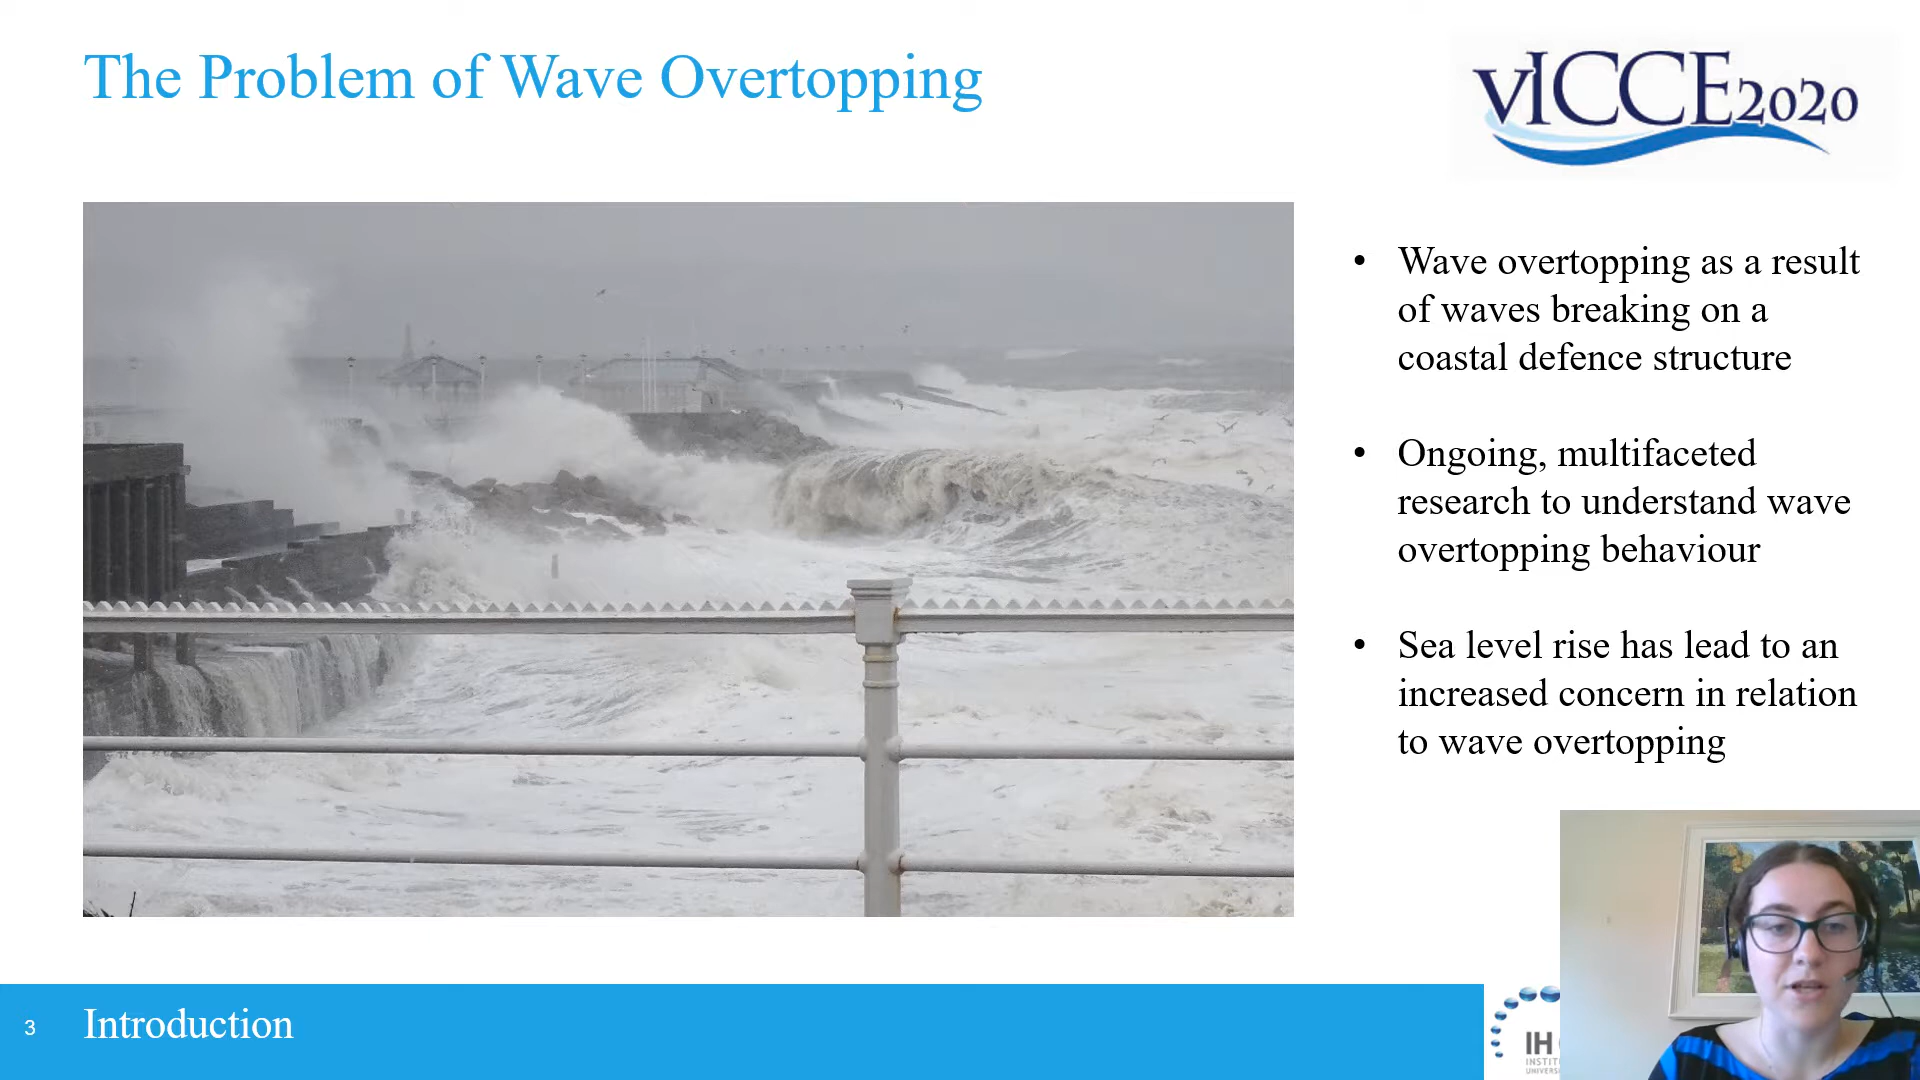 The Problem of Wave Overtopping
vICCE2020
• Wave overtopping as a result
of waves breaking on a
coastal defence structure
• Ongoing, multifaceted
research to understand wave
overtopping behaviour
• Sea level rise has lead to an
increased concern in relation
to wave overtopping
3
Introduction
IH